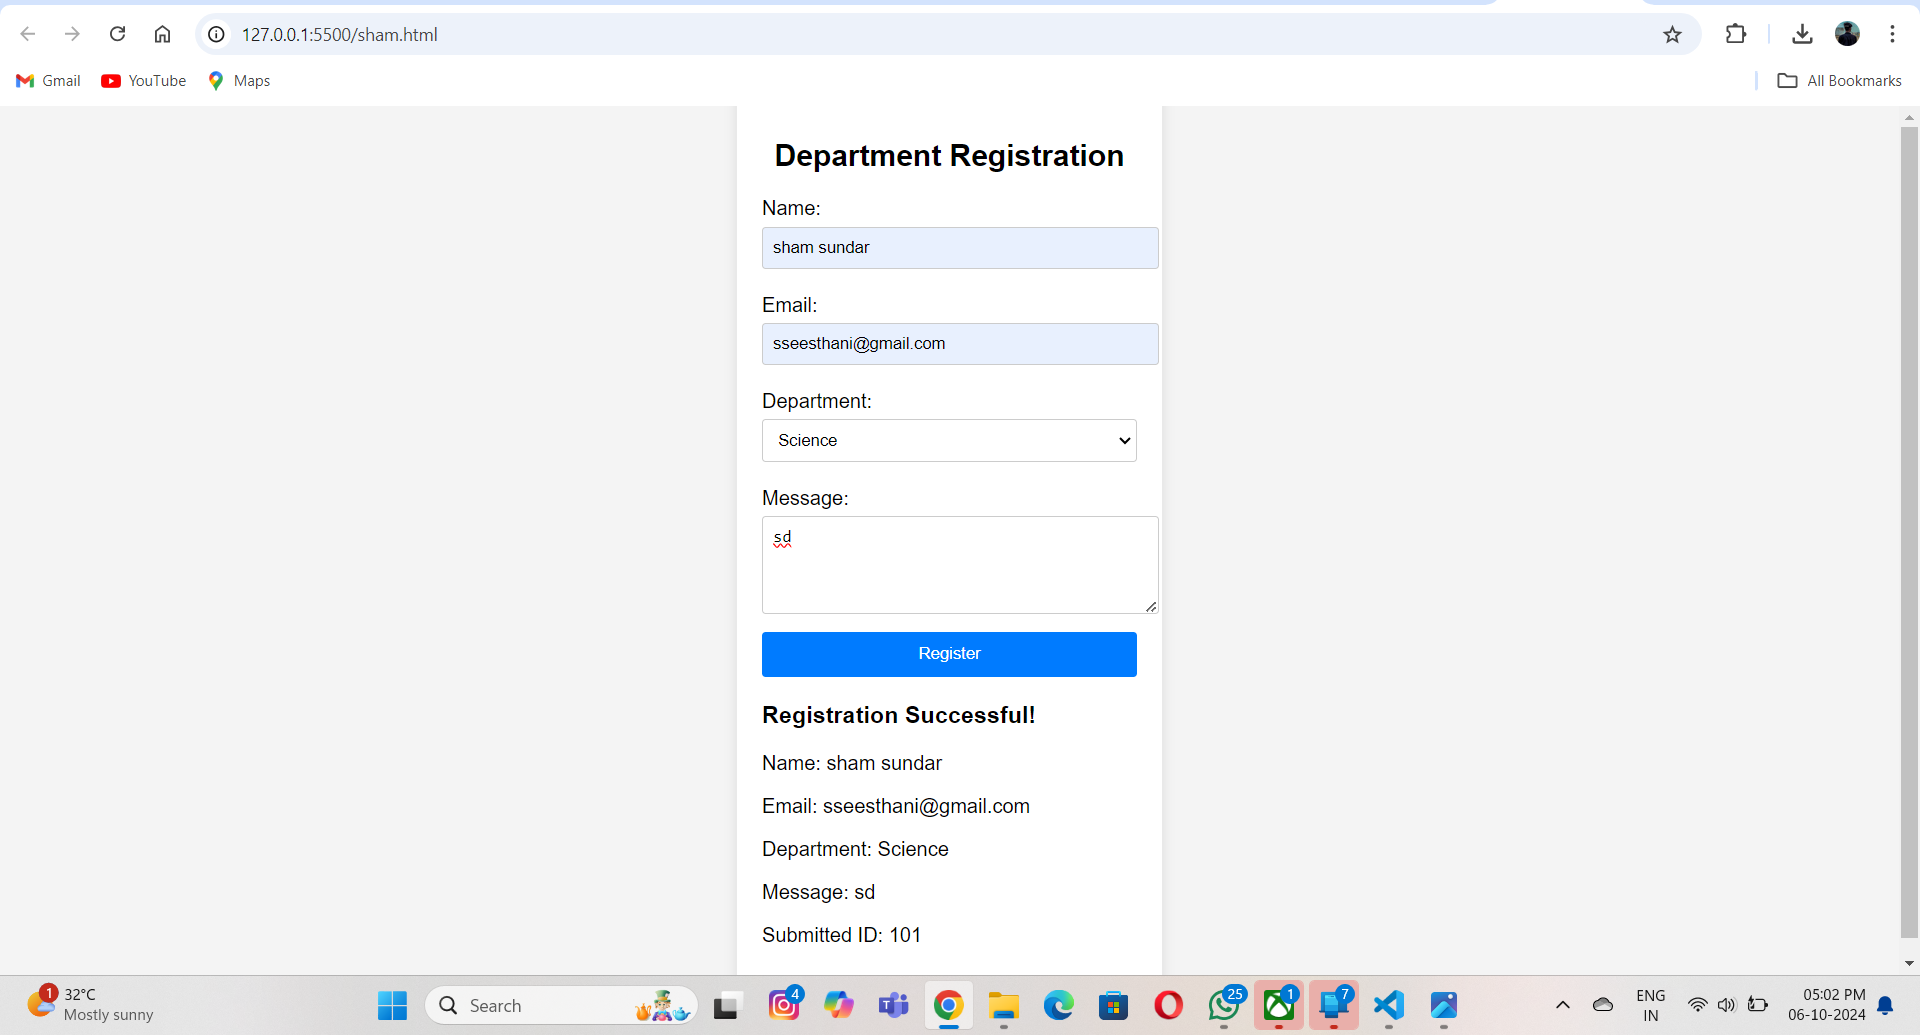 127.0.0.1:5500/sham.html
Gmail YouTube Maps All Bookmarks
Department Registration
Name:
sham sundar
Email:
sseesthani@gmail.com
Department:
Science
Message:
sd
Register
Registration Successful!
Name: sham sundar
Email: sseesthani@gmail.com
Department: Science
Message: sd
Submitted ID: 101
1
32°C
Mostly sunny
Search
4
25
1
7
ENG
IN
05:02 PM
06-10-2024